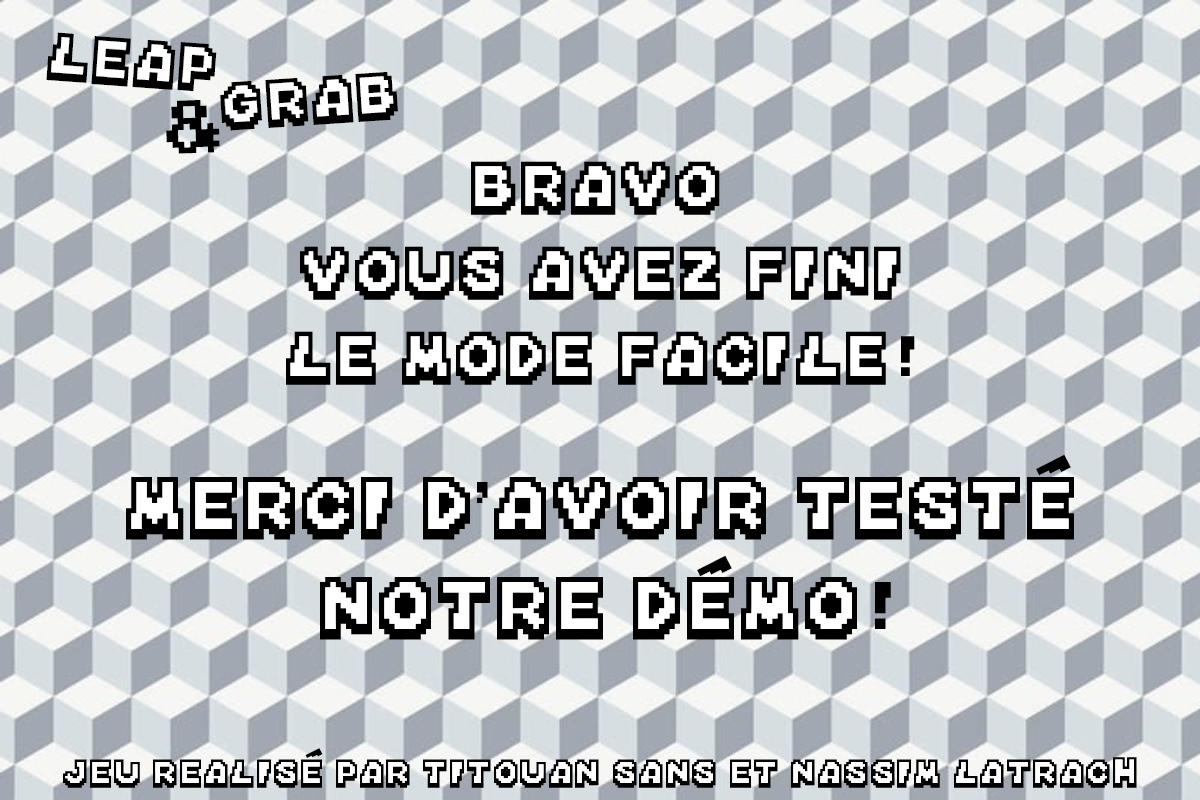 LEAP
& GRAB
BRAVO
VOUS AVEZ FINI
LE MODE FACILE!
MERCI D'AVOIR TESTÉ
NOTRE DÉMO!
JEU REALISÉ PAR TITOUAN SANS ET NASSIM LATRACH